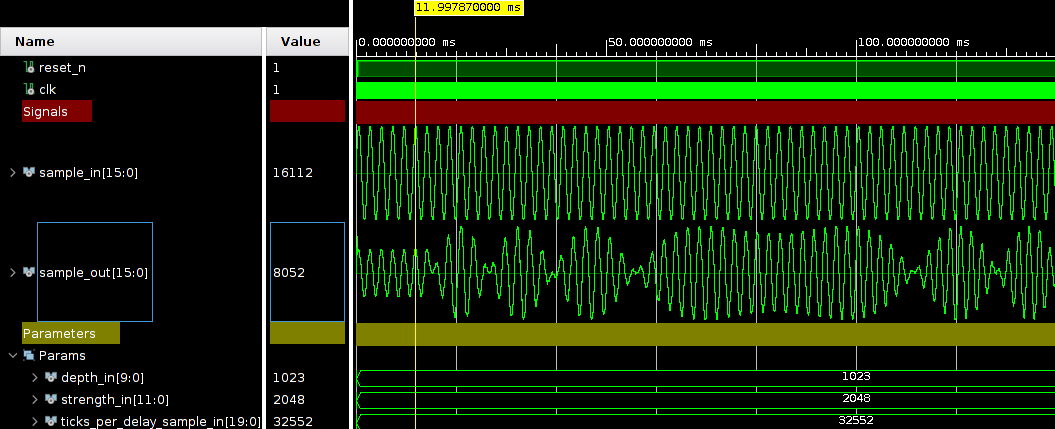 11.997870000 ms
Name Value
0.000000000 ms 50.000000000 ms 100.000000000 ms
reset_n 1
clk 1
Signals
sample_in[15:0] 16112
sample_out[15:0] 8052
Parameters
Params
depth_in[9:0] 1023 1023
strength_in[11:0] 2048 2048
ticks_per_delay_sample_in[19:0] 32552 32552